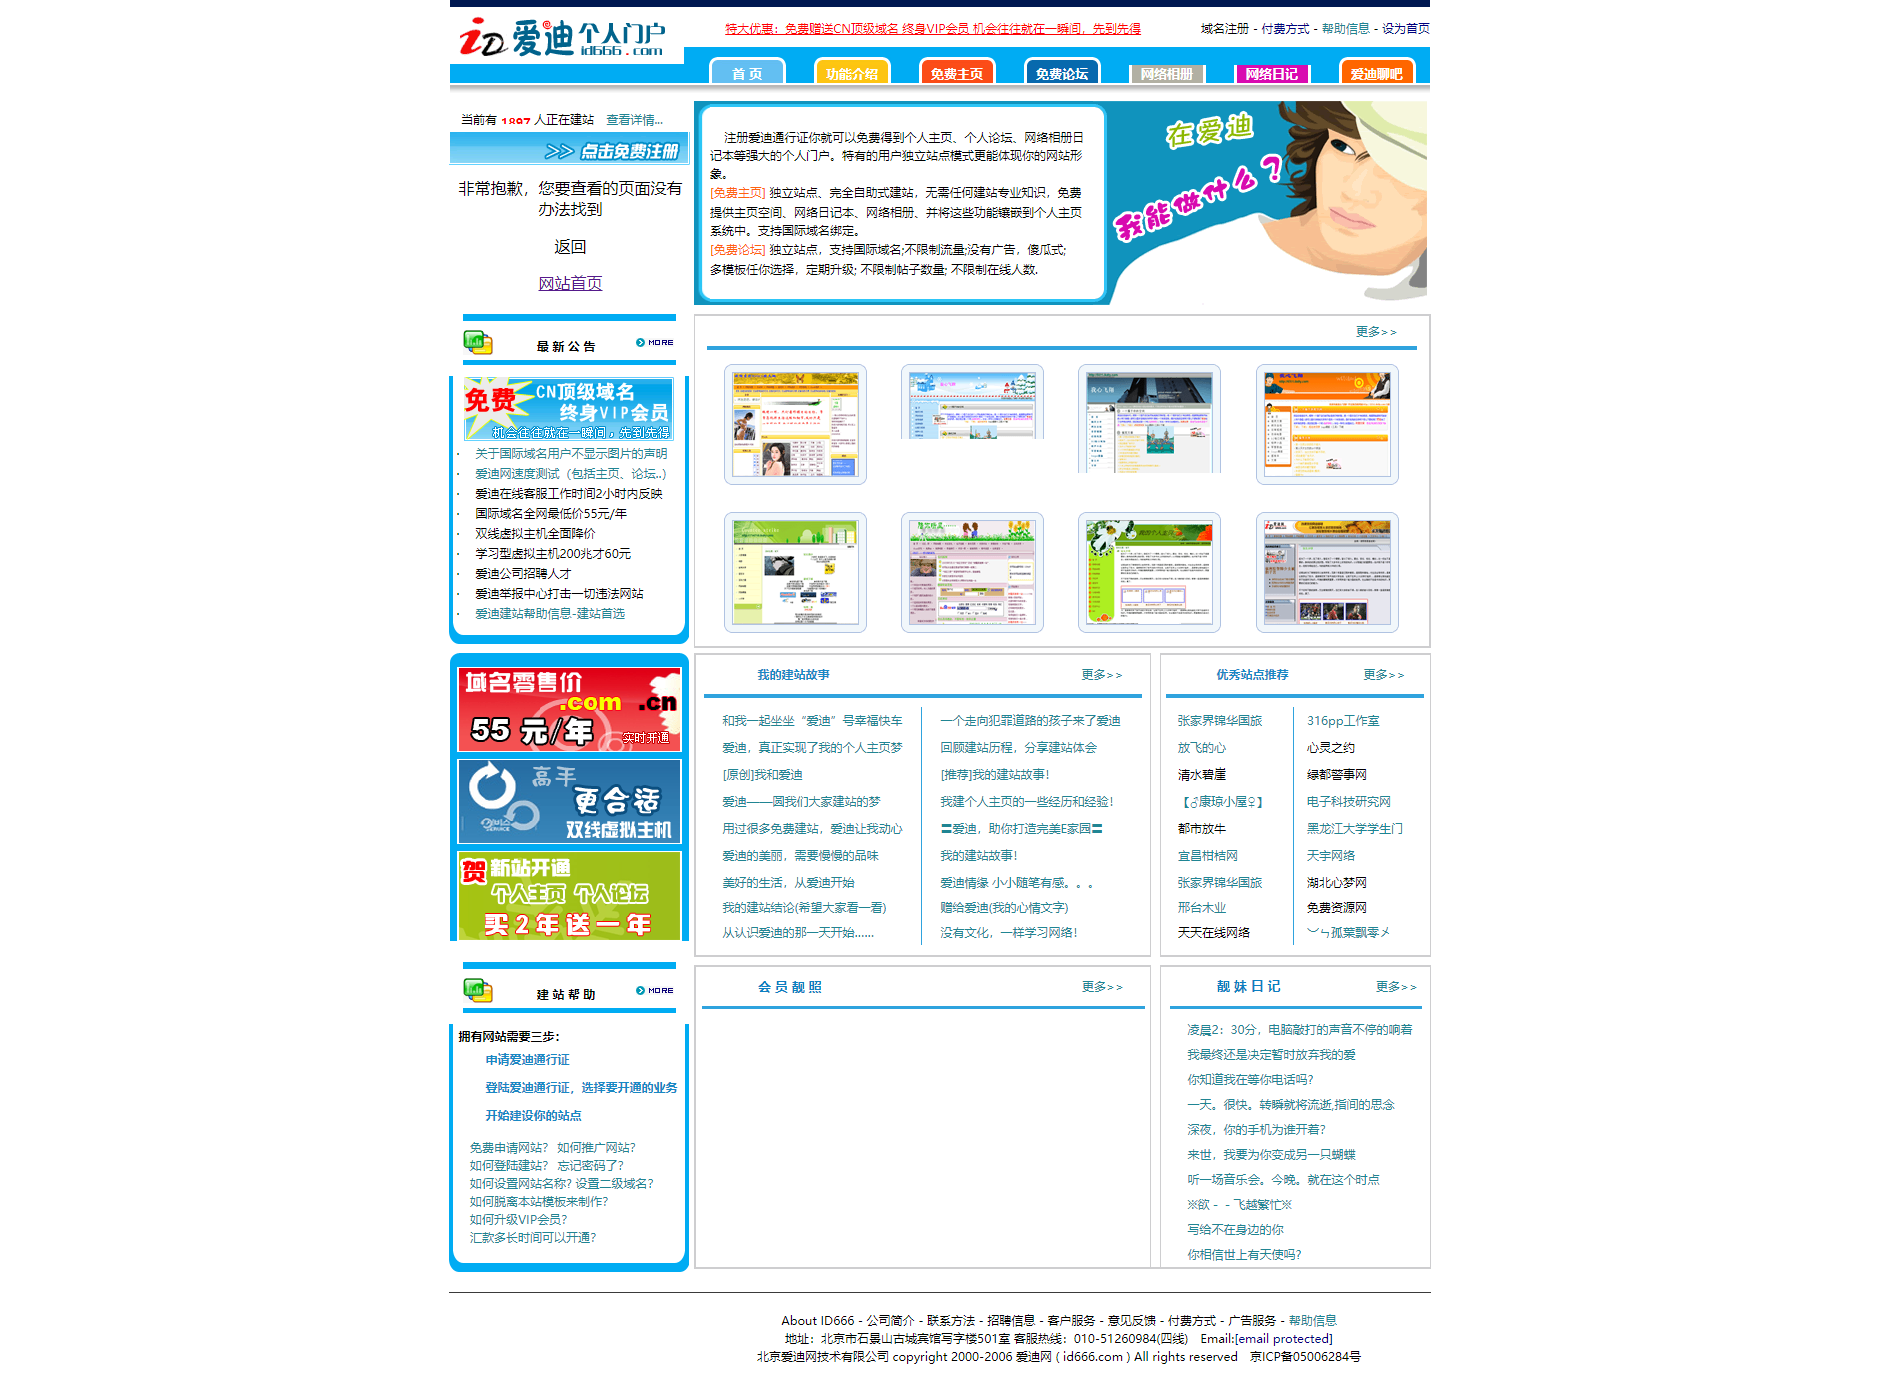 iD爱迪个人门户
id666.com
特大优惠：免费赠送CN顶级域名 终身VIP会员 机会往往就在一瞬间，先到先得
域名注册 - 付费方式 - 帮助信息 - 设为首页
首 页
功能介绍
免费主页
免费论坛
网络相册
网络日记
爱迪聊吧
当前有 1897 人正在建站 查看详情...
>> 点击免费注册
非常抱歉，您要查看的页面没有
办法找到
返回
网站首页
注册爱迪通行证你就可以免费得到个人主页、个人论坛、网络相册日
记本等强大的个人门户。特有的用户独立站点模式更能体现你的网站形
象。
[免费主页] 独立站点、完全自助式建站，无需任何建站专业知识，免费
提供主页空间、网络日记本、网络相册、并将这些功能镶嵌到个人主页
系统中。支持国际域名绑定。
[免费论坛] 独立站点，支持国际域名;不限制流量;没有广告，傻瓜式;
多模板任你选择，定期升级; 不限制帖子数量; 不限制在线人数.
在爱迪
我能做什么？
最 新 公 告
MORE
免费
CN顶级域名
终身VIP会员
机会往往就在一瞬间，先到先得
· 关于国际域名用户不显示图片的声明
· 爱迪网速度测试（包括主页、论坛..）
· 爱迪在线客服工作时间2小时内反映
· 国际域名全网最低价55元/年
· 双线虚拟主机全面降价
· 学习型虚拟主机200兆才60元
· 爱迪公司招聘人才
· 爱迪举报中心打击一切违法网站
· 爱迪建站帮助信息-建站首选
更多>>
域名零售价
.com .cn
55 元/年
实时开通
高手
更合适
双线虚拟主机
SERVICE
贺 新站开通
个人主页 个人论坛
买 2 年 送 一 年
我的建站故事
更多>>
和我一起坐坐“爱迪”号幸福快车
一个走向犯罪道路的孩子来了爱迪
爱迪，真正实现了我的个人主页梦
回顾建站历程，分享建站体会
[原创]我和爱迪
[推荐]我的建站故事！
爱迪——圆我们大家建站的梦
我建个人主页的一些经历和经验！
用过很多免费建站，爱迪让我动心
〓爱迪，助你打造完美E家园〓
爱迪的美丽，需要慢慢的品味
我的建站故事！
美好的生活，从爱迪开始
爱迪情缘 小小随笔有感。。。
我的建站结论(希望大家看一看)
赠给爱迪(我的心情文字)
从认识爱迪的那一天开始……
没有文化，一样学习网络！
优秀站点推荐
更多>>
张家界锦华国旅
316pp工作室
放飞的心
心灵之约
清水碧崖
绿都警事网
【♂康琼小屋♀】
电子科技研究网
都市放牛
黑龙江大学学生门
宜昌柑桔网
天宇网络
张家界锦华国旅
湖北心梦网
邢台木业
免费资源网
天天在线网络
︶ㄣ孤葉飄零メ
建 站 帮 助
MORE
拥有网站需要三步：
申请爱迪通行证
登陆爱迪通行证，选择要开通的业务
开始建设你的站点
免费申请网站？ 如何推广网站？
如何登陆建站？ 忘记密码了？
如何设置网站名称？设置二级域名？
如何脱离本站模板来制作？
如何升级VIP会员？
汇款多长时间可以开通？
会 员 靓 照
更多>>
靓 妹 日 记
更多>>
凌晨2：30分，电脑敲打的声音不停的响着
我最终还是决定暂时放弃我的爱
你知道我在等你电话吗?
一天。很快。转瞬就将流逝,指间的思念
深夜，你的手机为谁开着？
来世，我要为你变成另一只蝴蝶
听一场音乐会。今晚。就在这个时点
※欲－－飞越繁忙※
写给不在身边的你
你相信世上有天使吗？
About ID666 - 公司简介 - 联系方法 - 招聘信息 - 客户服务 - 意见反馈 - 付费方式 - 广告服务 - 帮助信息
地址：北京市石景山古城宾馆写字楼501室 客服热线：010-51260984(四线) Email:[email protected]
北京爱迪网技术有限公司 copyright 2000-2006 爱迪网 ( id666.com ) All rights reserved 京ICP备05006284号